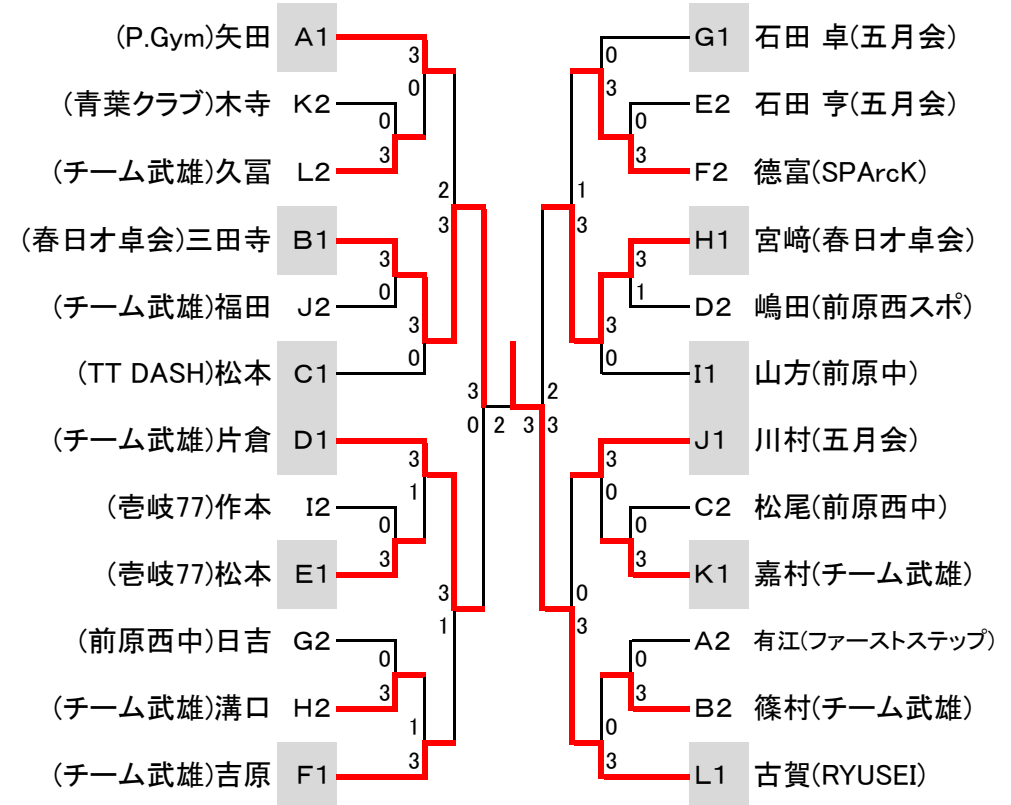 (P.Gym)矢田 A1
3
0
(青葉クラブ)木寺 K2
0
3
(チーム武雄)久冨 L2
2
3
(春日才卓会)三田寺 B1
3
0
(チーム武雄)福田 J2
3
0
(TT DASH)松本 C1
3
0
(チーム武雄)片倉 D1
3
1
(壱岐77)作本 I2
0
3
(壱岐77)松本 E1
3
1
(前原西中)日吉 G2
0
3
(チーム武雄)溝口 H2
1
3
(チーム武雄)吉原 F1
2 3
G1 石田 卓(五月会)
0
3
E2 石田 亨(五月会)
0
3
F2 德富(SPArcK)
1
3
H1 宮﨑(春日才卓会)
3
1
D2 嶋田(前原西スポ)
3
0
I1 山方(前原中)
2
3
J1 川村(五月会)
3
0
C2 松尾(前原西中)
0
3
K1 嘉村(チーム武雄)
0
3
A2 有江(ファーストステップ)
0
3
B2 篠村(チーム武雄)
0
3
L1 古賀(RYUSEI)